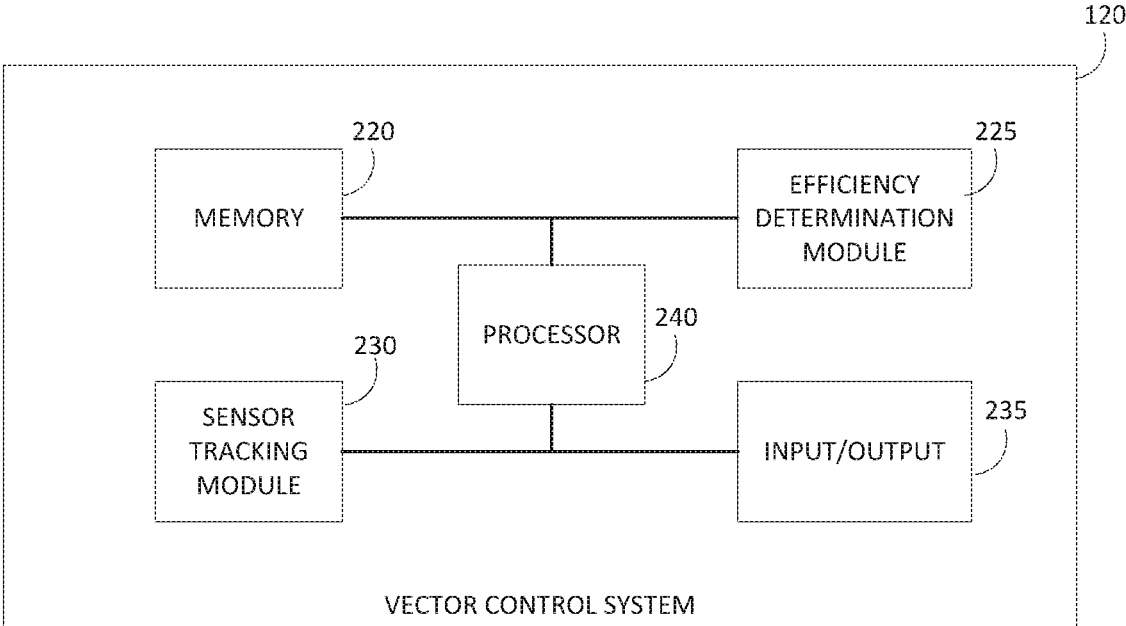 120
220
225
MEMORY
EFFICIENCY
DETERMINATION
MODULE
PROCESSOR
240
230
235
SENSOR
TRACKING
MODULE
INPUT/OUTPUT
VECTOR CONTROL SYSTEM